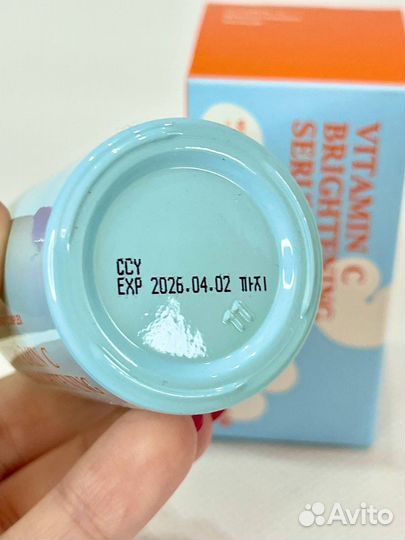 CCY
EXP 2026.04.02 까지
VITAMIN C
BRIGHTENING
Avito